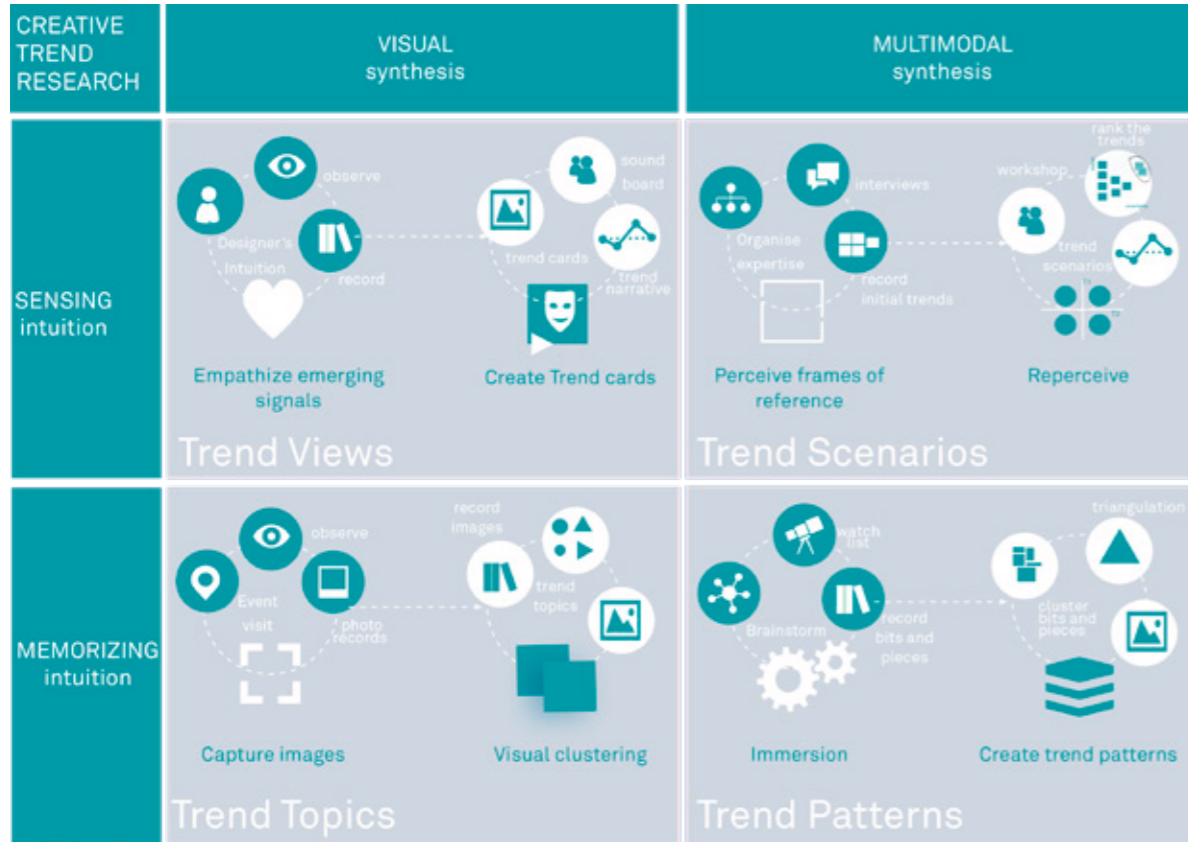 CREATIVE
TREND
RESEARCH
VISUAL
synthesis
MULTIMODAL
synthesis
SENSING
intuition
observe
Designer's
Intuition
record
Empathize emerging
signals
sound
board
trend cards
trend
narrative
Create Trend cards
Trend Views
interviews
Organise
expertise
record
initial trends
Perceive frames of
reference
rank the
trends
workshop
trend
scenarios
Reperceive
Trend Scenarios
MEMORIZING
intuition
observe
Event
visit
photo
records
Capture images
record
images
trend
topics
Visual clustering
Trend Topics
watch
list
Brainstorm
record
bits and
pieces
Immersion
triangulation
cluster
bits and
pieces
Create trend patterns
Trend Patterns